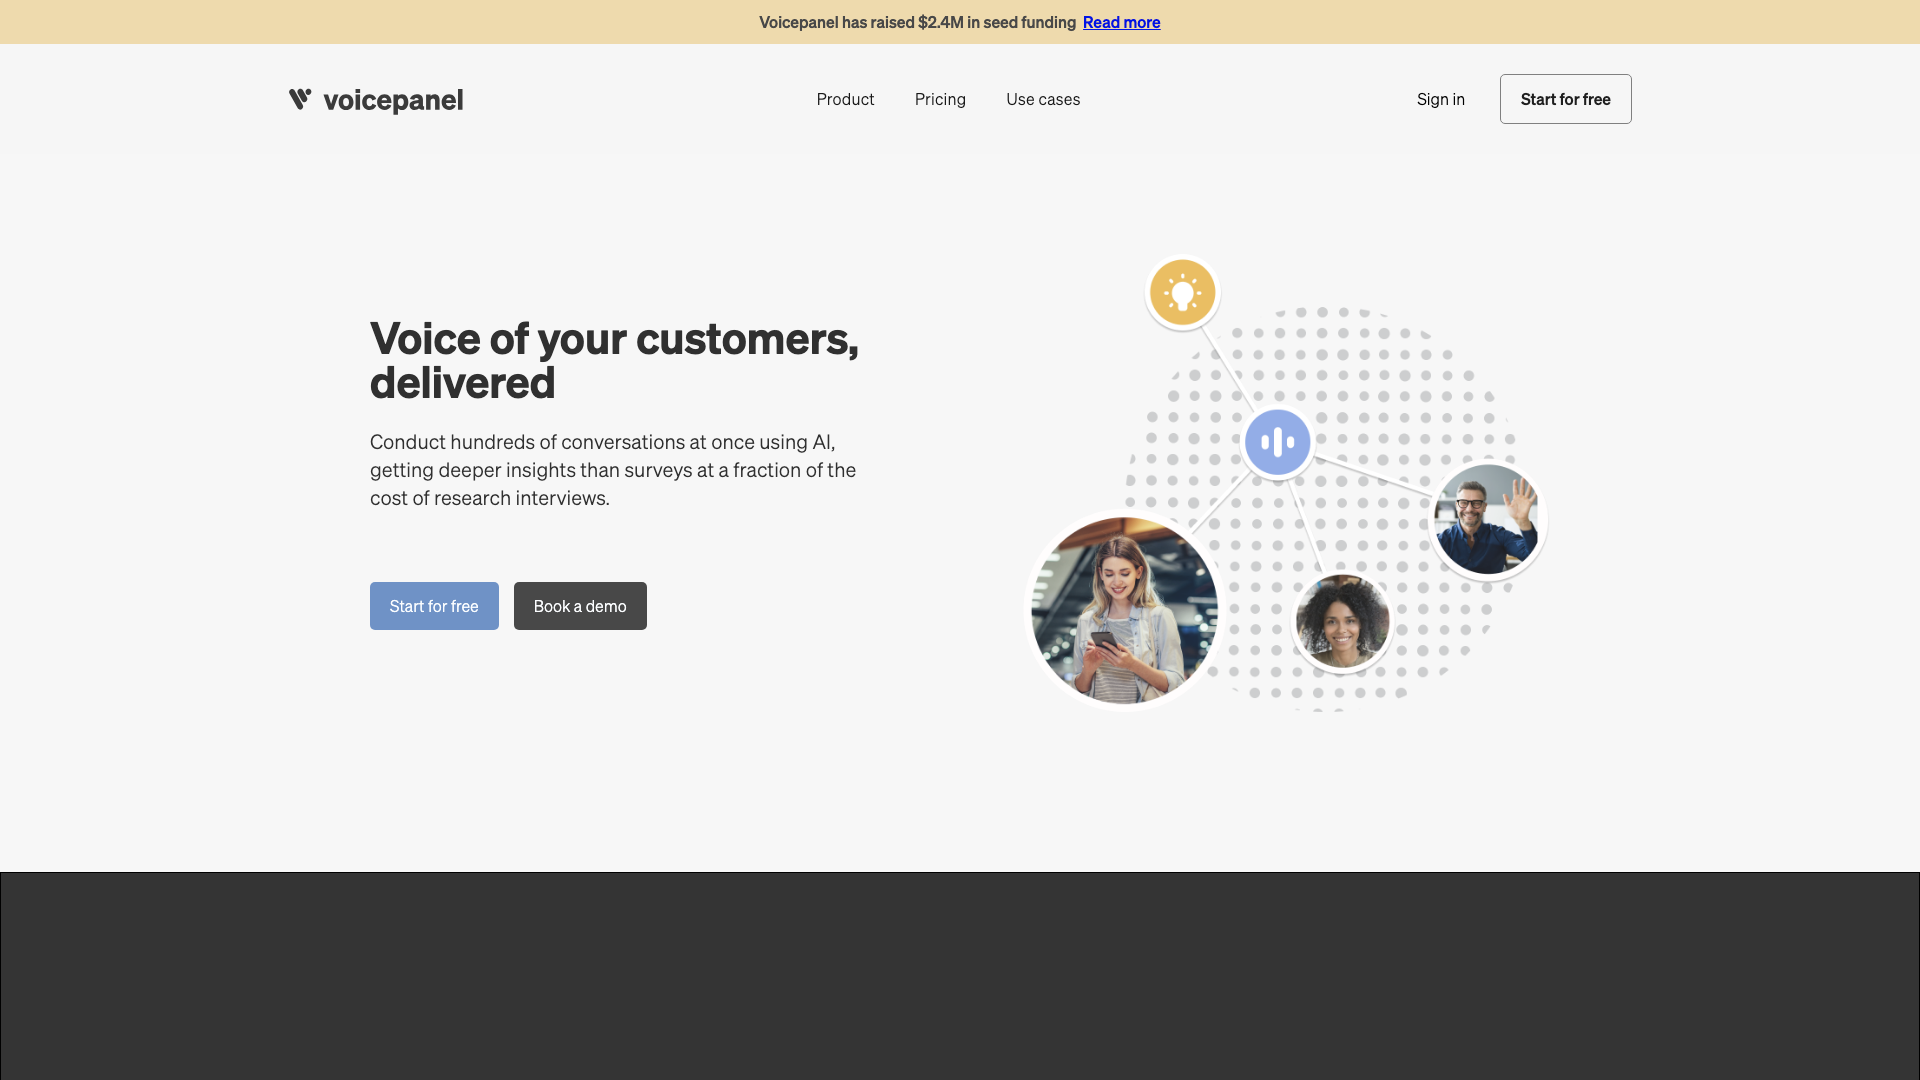 Voicepanel has raised $2.4M in seed funding Read more
voicepanel
Product Pricing Use cases
Sign in
Start for free
Voice of your customers,
delivered
Conduct hundreds of conversations at once using AI,
getting deeper insights than surveys at a fraction of the
cost of research interviews.
Start for free
Book a demo